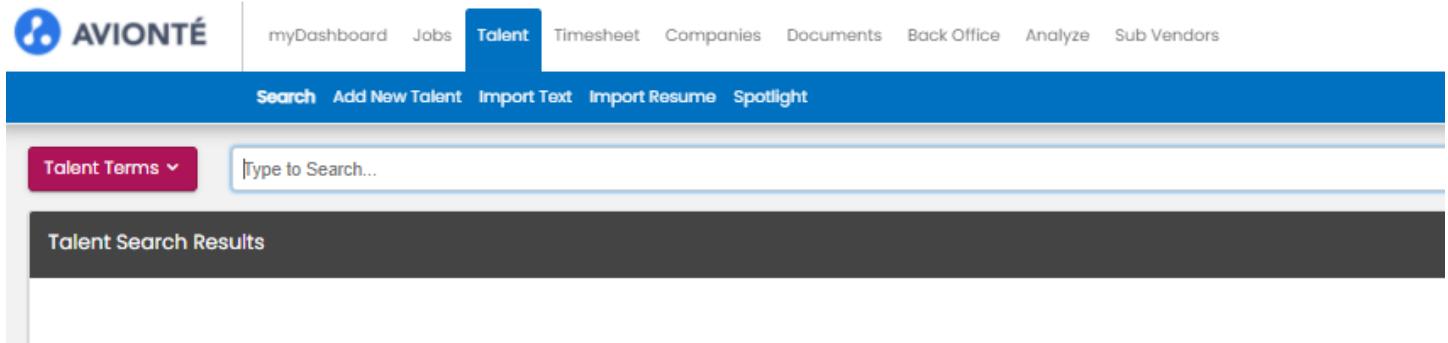 AVIONTÉ myDashboard Jobs Talent Timesheet Companies Documents Back Office Analyze Sub Vendors
Search Add New Talent Import Text Import Resume Spotlight
Talent Terms Type to Search...
Talent Search Results